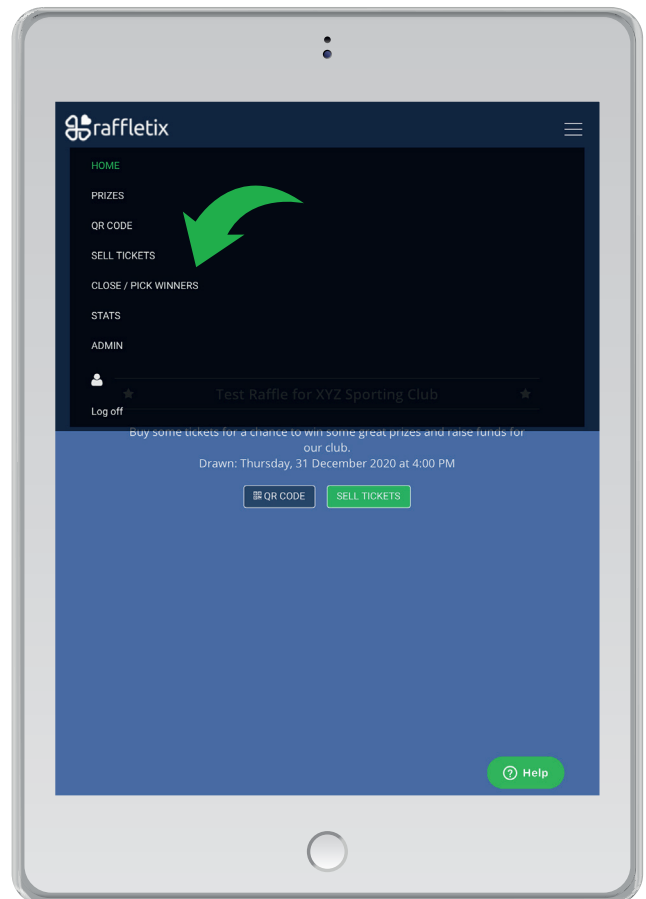 raffletix
HOME
PRIZES
QR CODE
SELL TICKETS
CLOSE / PICK WINNERS
STATS
ADMIN
Test Raffle for XYZ Sporting Club
Log off
Buy some tickets for a chance to win some great prizes and raise funds for
our club.
Drawn: Thursday, 31 December 2020 at 4:00 PM
QR CODE SELL TICKETS
Help